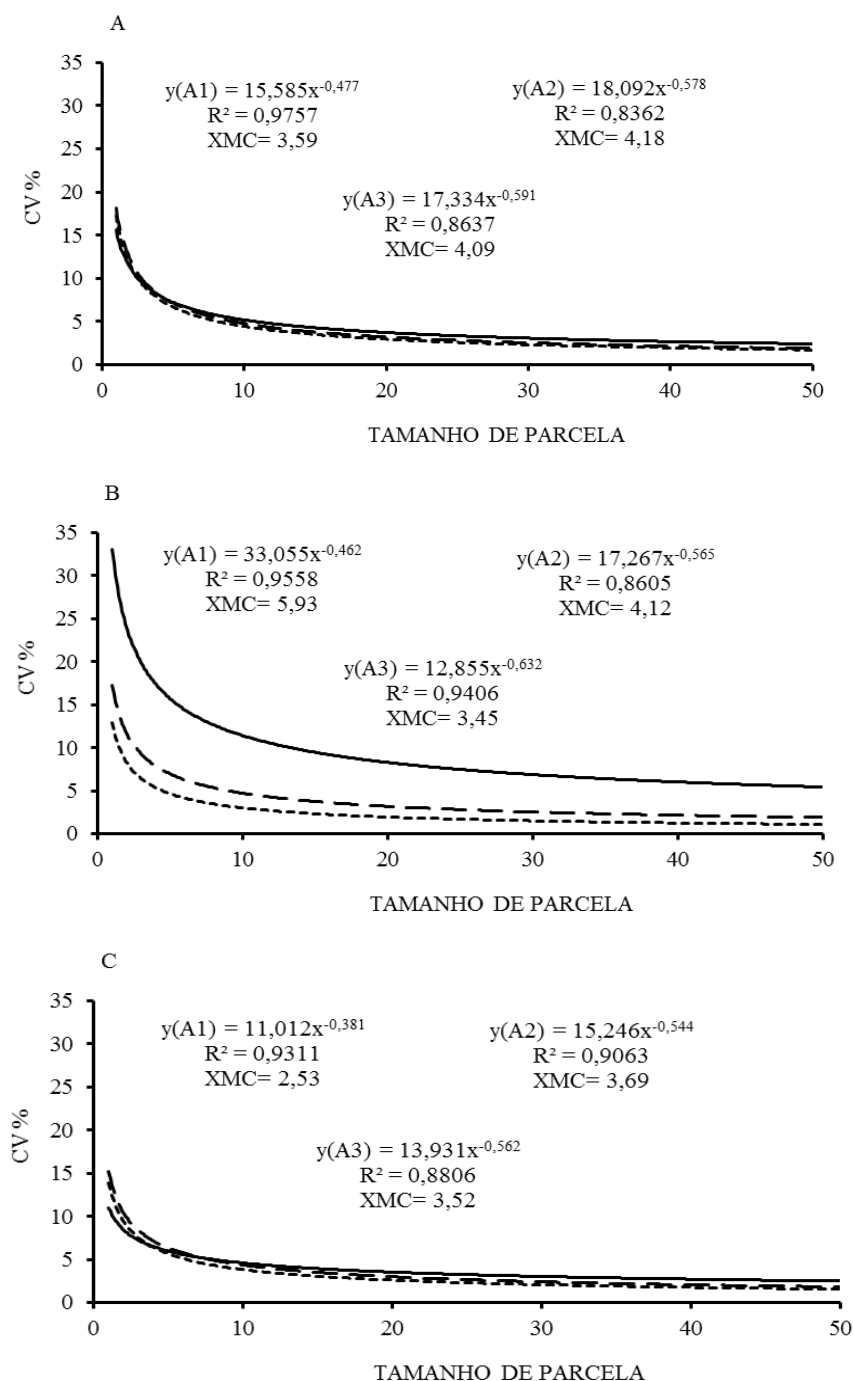 A
35
30
25
20
15
10
5
0
CV %
y(A1) = 15,585x^-0,477
R² = 0,9757
XMC= 3,59
y(A2) = 18,092x^-0,578
R² = 0,8362
XMC= 4,18
y(A3) = 17,334x^-0,591
R² = 0,8637
XMC= 4,09
0 10 20 30 40 50
TAMANHO DE PARCELA
B
35
30
25
20
15
10
5
0
CV %
y(A1) = 33,055x^-0,462
R² = 0,9558
XMC= 5,93
y(A2) = 17,267x^-0,565
R² = 0,8605
XMC= 4,12
y(A3) = 12,855x^-0,632
R² = 0,9406
XMC= 3,45
0 10 20 30 40 50
TAMANHO DE PARCELA
C
35
30
25
20
15
10
5
0
CV %
y(A1) = 11,012x^-0,381
R² = 0,9311
XMC= 2,53
y(A2) = 15,246x^-0,544
R² = 0,9063
XMC= 3,69
y(A3) = 13,931x^-0,562
R² = 0,8806
XMC= 3,52
0 10 20 30 40 50
TAMANHO DE PARCELA